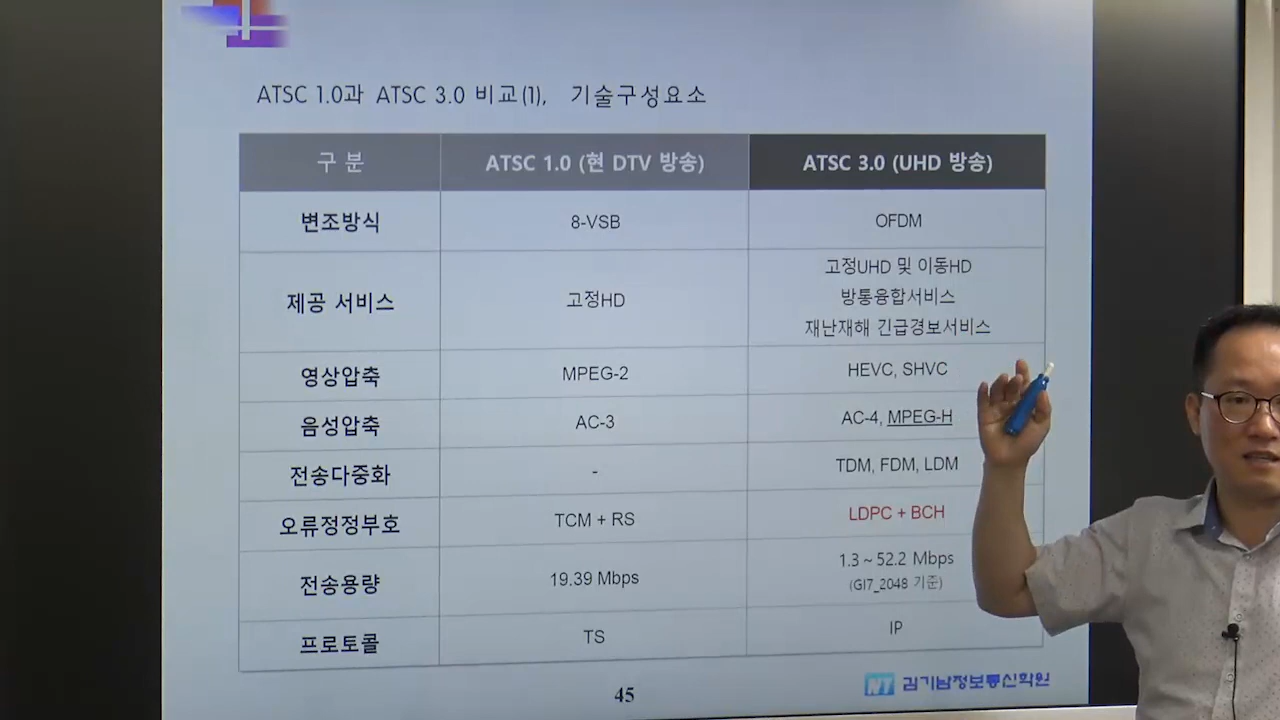 ATSC 1.0과 ATSC 3.0 비교(1), 기술구성요소
구 분 ATSC 1.0 (현 DTV 방송) ATSC 3.0 (UHD 방송)
변조방식 8-VSB OFDM
제공 서비스 고정HD 고정UHD 및 이동HD
방통융합서비스
재난재해 긴급경보서비스
영상압축 MPEG-2 HEVC, SHVC
음성압축 AC-3 AC-4, MPEG-H
전송다중화 - TDM, FDM, LDM
오류정정부호 TCM + RS LDPC + BCH
전송용량 19.39 Mbps 1.3 ~ 52.2 Mbps
(GI7_2048 기준)
프로토콜 TS IP
45
NT 김기남정보통신학원